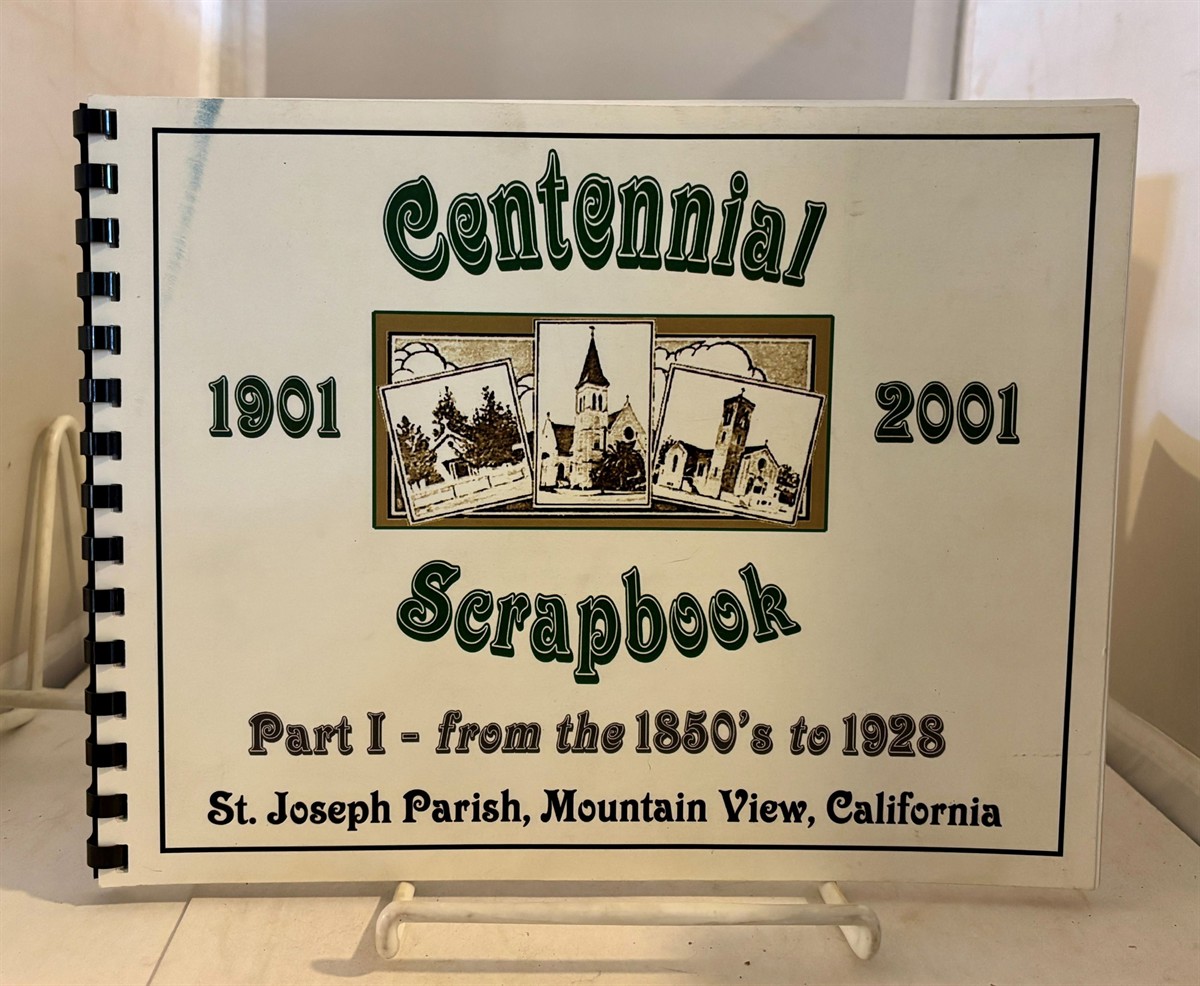 Centennial
1901
2001
Scrapbook
Part I - from the 1850's to 1928
St. Joseph Parish, Mountain View, California